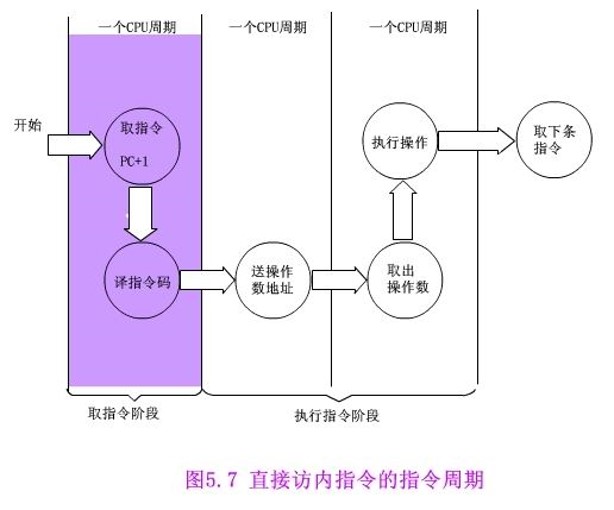 一个CPU周期
一个CPU周期
一个CPU周期
开始
取指令
PC+1
译指令码
送操作
数地址
取出
操作数
执行操作
取下条
指令
取指令阶段
执行指令阶段
图5.7 直接访内指令的指令周期